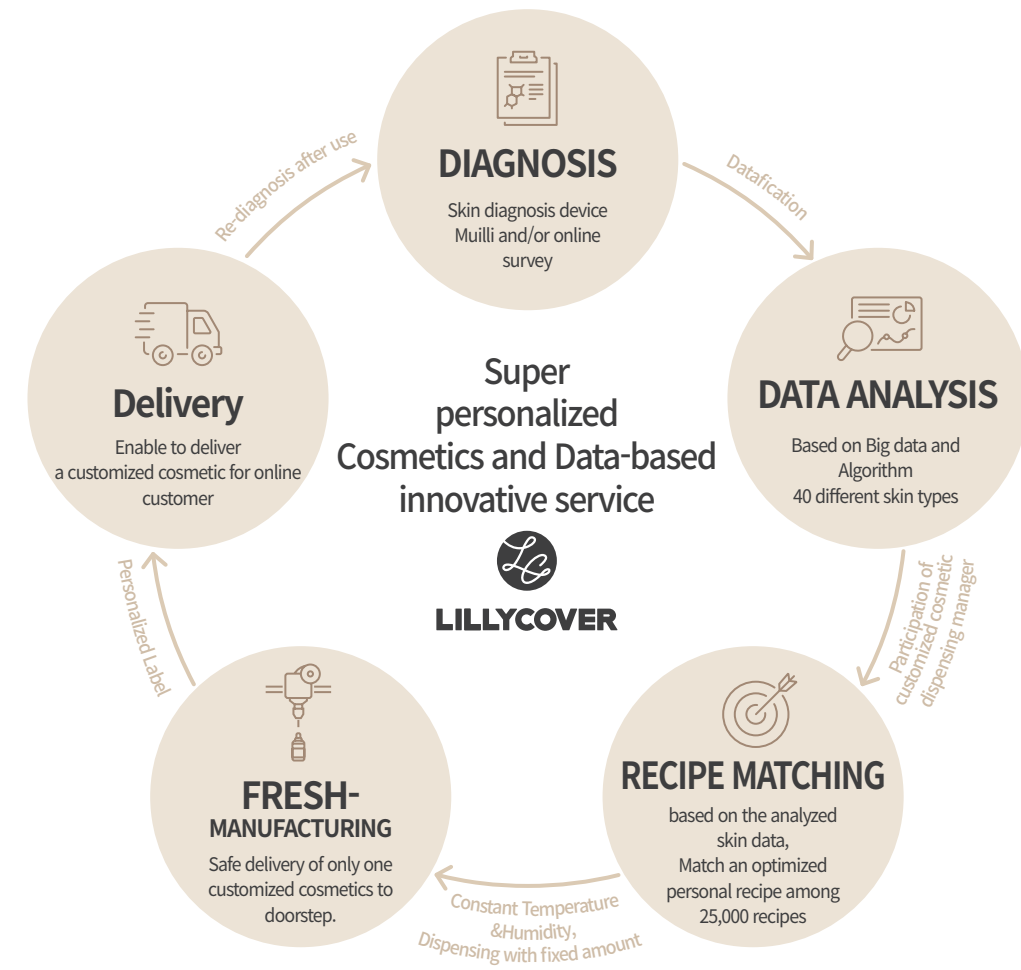 DIAGNOSIS
Skin diagnosis device
Muilli and/or online
survey
Datafication
DATA ANALYSIS
Based on Big data and
Algorithm
40 different skin types
Participation of
customized cosmetic
dispensing manager
RECIPE MATCHING
based on the analyzed
skin data,
Match an optimized
personal recipe among
25,000 recipes
Constant Temperature
&Humidity,
Dispensing with fixed amount
FRESH-
MANUFACTURING
Safe delivery of only one
customized cosmetics to
doorstep.
Personalized Label
Delivery
Enable to deliver
a customized cosmetic for online
customer
Re-diagnosis after use
Super
personalized
Cosmetics and Data-based
innovative service
LC
LILLYCOVER